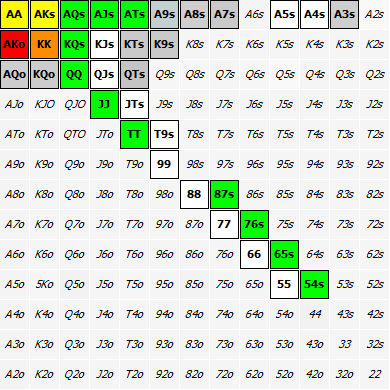 AA AKs AQs AJs ATs A9s A8s A7s A6s A5s A4s A3s A2s
AKo KK KQs KJs KTs K9s K8s K7s K6s K5s K4s K3s K2s
AQo KQo QQ QJs QTs Q9s Q8s Q7s Q6s Q5s Q4s Q3s Q2s
AJo KJO QJO JJ JTs J9s J8s J7s J6s J5s J4s J3s J2s
ATo KTo QTO JTo TT T9s T8s T7s T6s T5s T4s T3s T2s
A9o K9o Q9o J9o T9o 99 98s 97s 96s 95s 94s 93s 92s
A8o K8o Q8o J8o T8o 98o 88 87s 86s 85s 84s 83s 82s
A7o K7o Q7o J7o T7o 97o 87o 77 76s 75s 74s 73s 72s
A6o K6o Q6o J6o T6o 96o 86o 76o 66 65s 64s 63s 62s
A5o 5Ko Q5o J5o T5o 95o 85o 75o 65o 55 54s 53s 52s
A4o K4o Q4o J4o T4o 94o 84o 74o 64o 54o 44 43s 42s
A3o K3o Q3o J3o T3o 93o 83o 73o 63o 53o 43o 33 32s
A2o K2o Q2o J2o T2o 92o 82o 72o 62o 52o 42o 32o 22